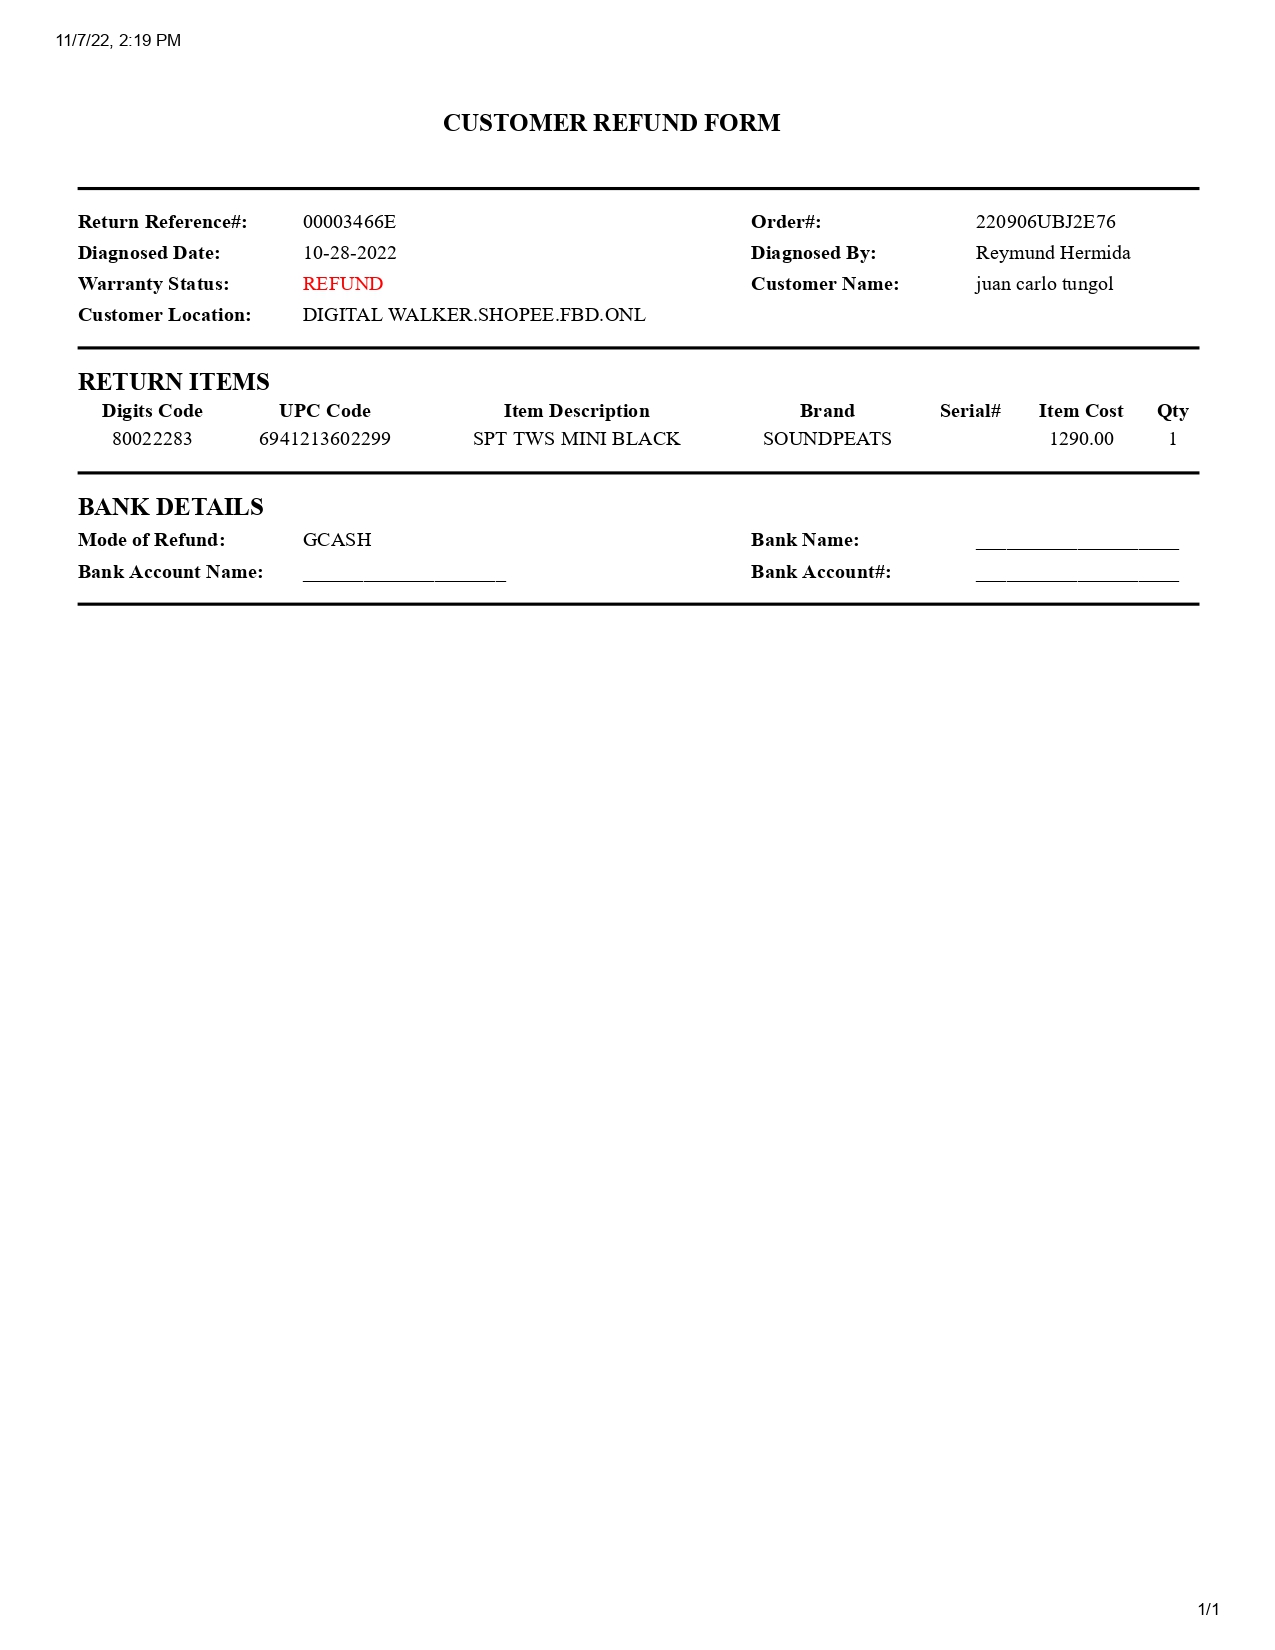 11/7/22, 2:19 PM
CUSTOMER REFUND FORM
Return Reference#: 00003466E Order#: 220906UBJ2E76
Diagnosed Date: 10-28-2022 Diagnosed By: Reymund Hermida
Warranty Status: REFUND Customer Name: juan carlo tungol
Customer Location: DIGITAL WALKER.SHOPEE.FBD.ONL
RETURN ITEMS
Digits Code UPC Code Item Description Brand Serial# Item Cost Qty
80022283 6941213602299 SPT TWS MINI BLACK SOUNDPEATS 1290.00 1
BANK DETAILS
Mode of Refund: GCASH Bank Name: ____________________
Bank Account Name: ____________________ Bank Account#: ____________________
1/1